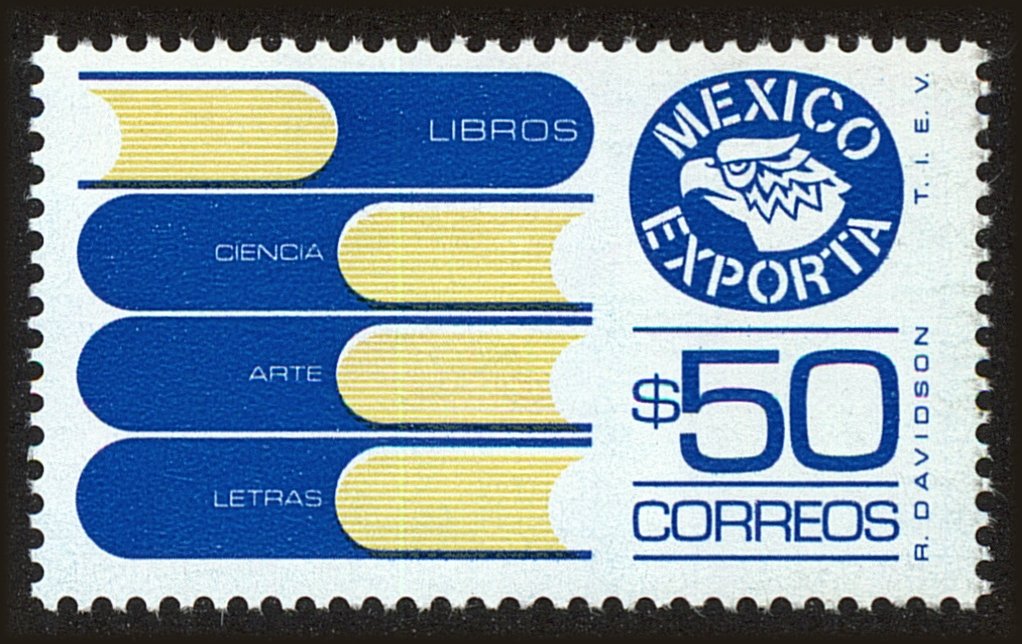 LIBROS
CIENCIA
ARTE
LETRAS
MEXICO
EXPORTA
$50
CORREOS
T. I. E. V.
R. DAVIDSON